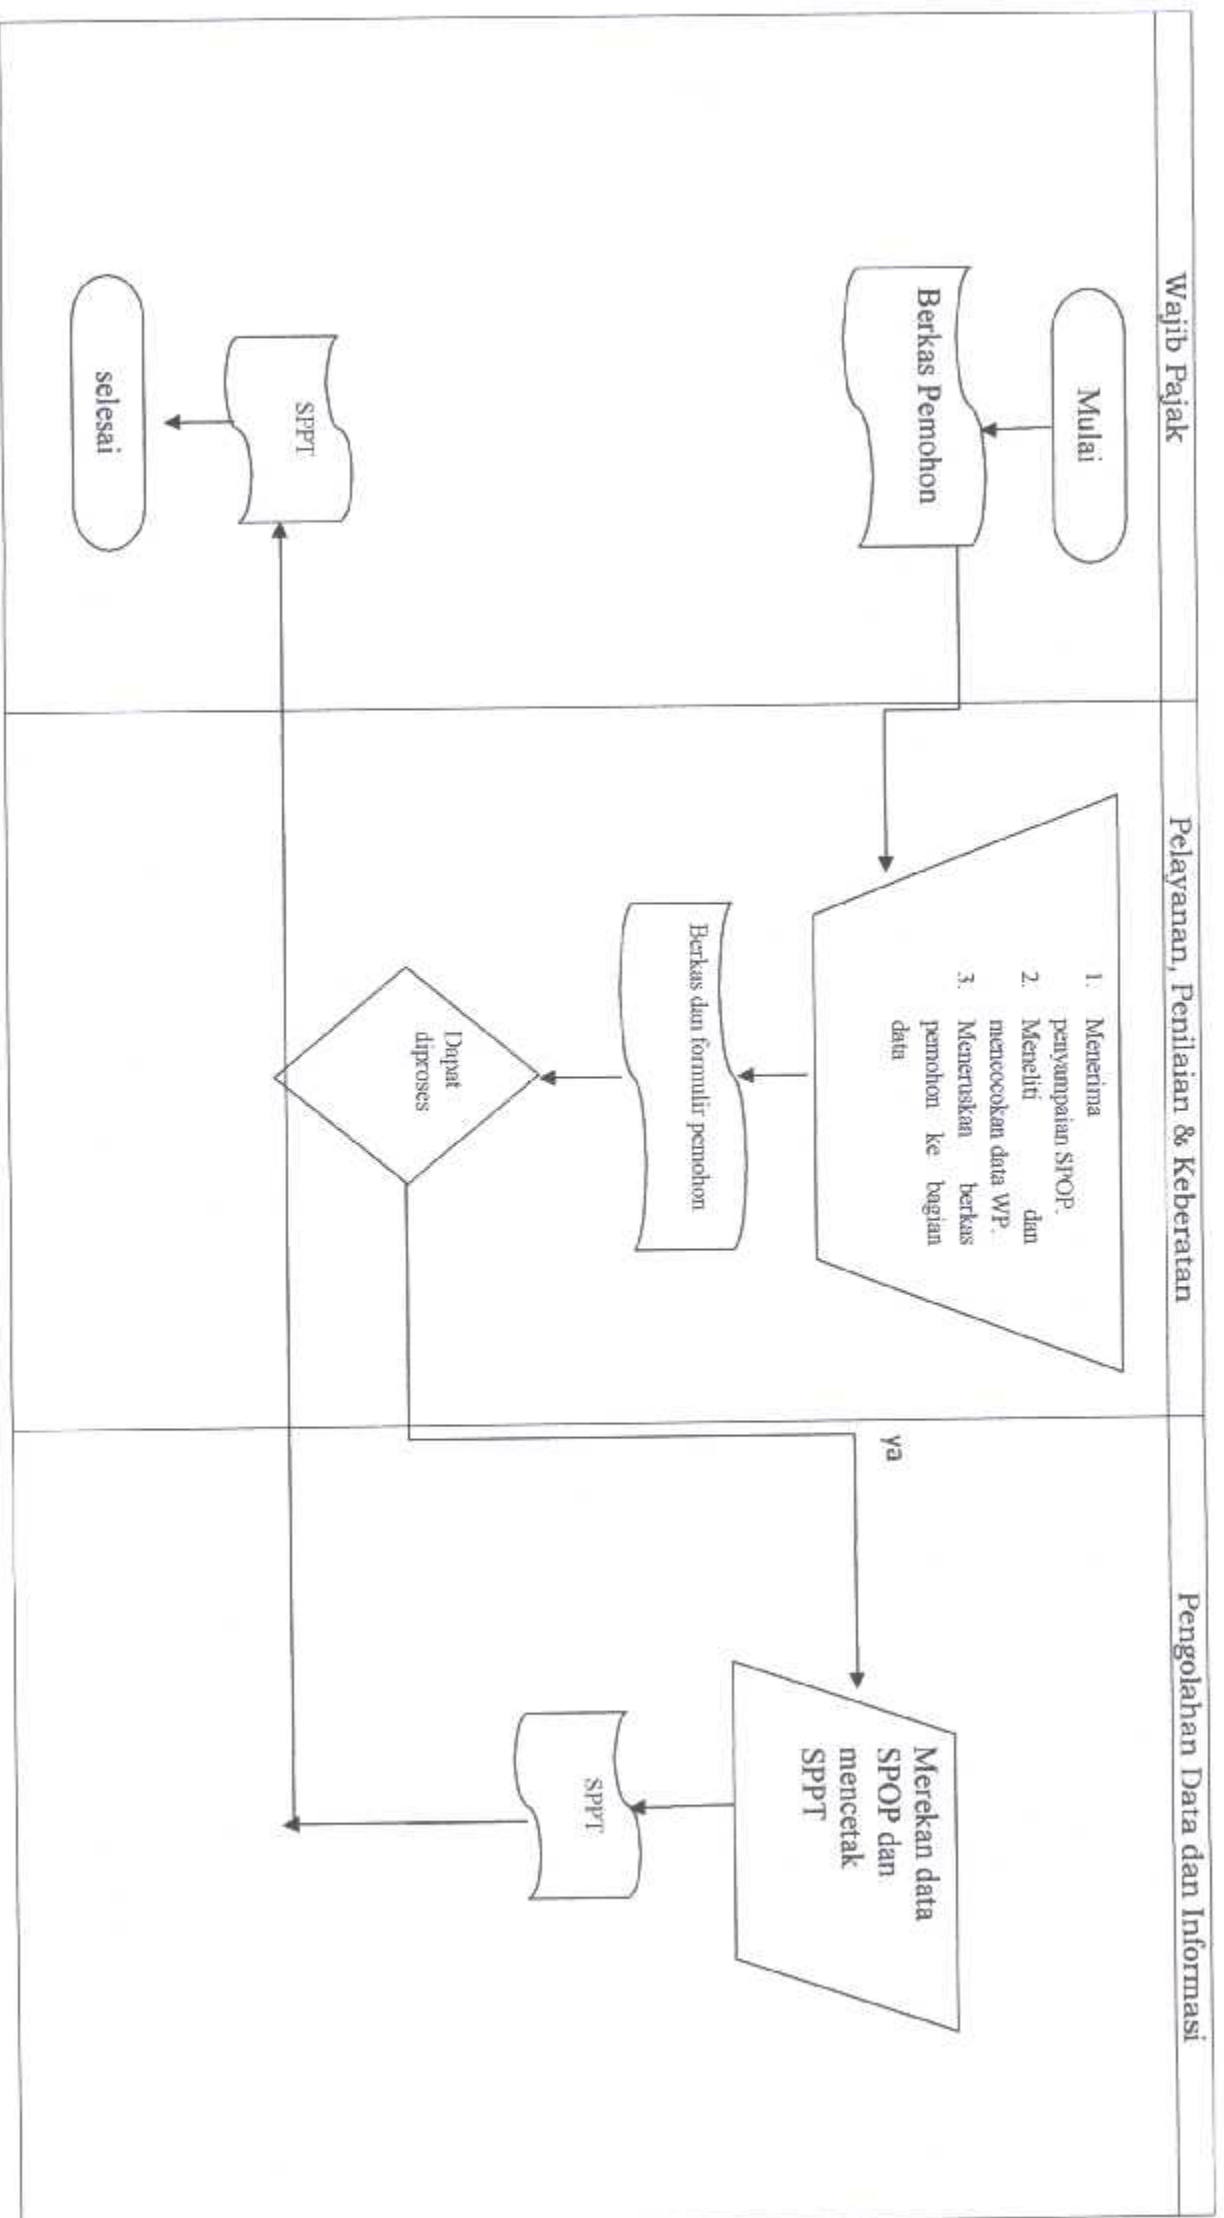 Wajib Pajak
Pelayanan, Penilaian & Keberatan
Pengolahan Data dan Informasi
Mulai
Berkas Pemohon
SPPT
selesai
1. Menerima
penyampaian SPOP.
2. Meneliti dan
mencocokan data WP.
3. Meneruskan berkas
pemohon ke bagian
data
Berkas dan formulir pemohon
Dapat
diproses
ya
Merekan data
SPOP dan
mencetak
SPPT
SPPT